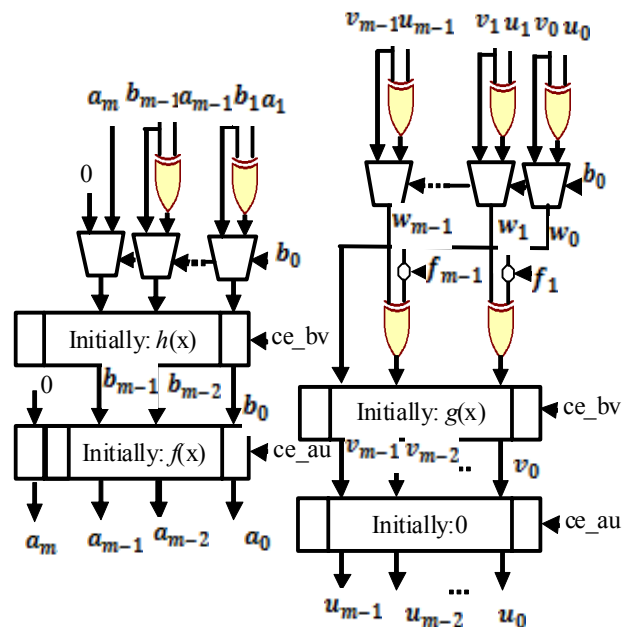 v_{m−1} u_{m−1} v_1 u_1 v_0 u_0
a_m b_{m−1} a_{m−1} b_1 a_1
0
b_0
w_{m−1} w_1 w_0
b_0
f_{m−1} f_1
Initially: h(x) ce_bv
0 b_{m−1} b_{m−2} b_0
Initially: g(x) ce_bv
Initially: f(x) ce_au
v_{m−1} v_{m−2} .. v_0
Initially:0 ce_au
a_m a_{m−1} a_{m−2} a_0
u_{m−1} u_{m−2} ... u_0